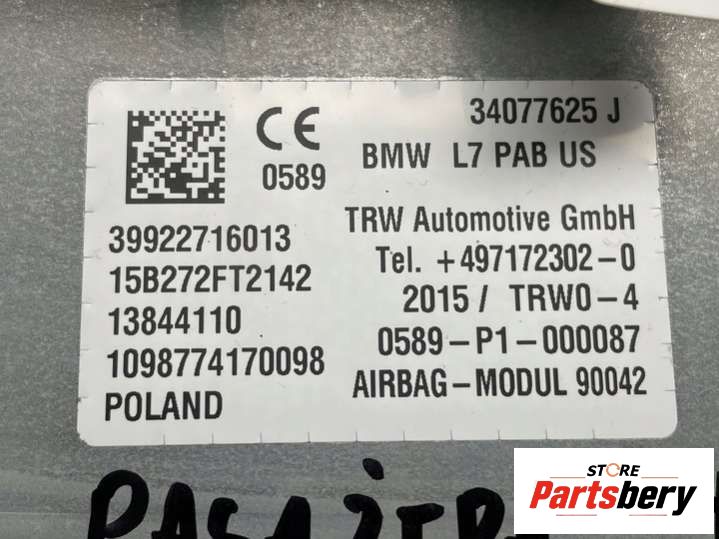 34077625 J
CE
0589
BMW L7 PAB US
39922716013
15B272FT2142
13844110
1098774170098
POLAND
TRW Automotive GmbH
Tel. +497172302-0
2015/ TRWO-4
0589-P1-000087
AIRBAG-MODUL 90042
STORE
Partsbery